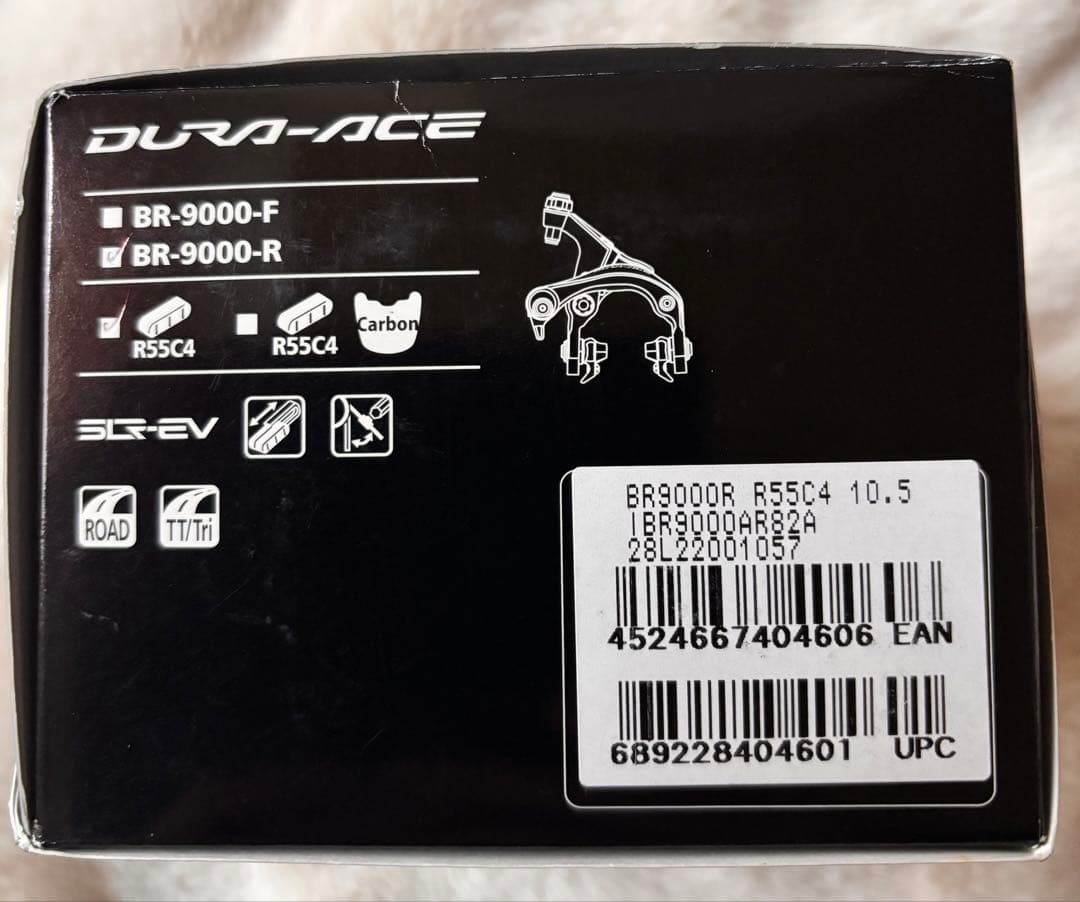 DURA-ACE
BR-9000-F
BR-9000-R
R55C4
R55C4
Carbon
SLR-EV
ROAD
TT/Tri
BR9000R R55C4 10.5
IBR9000AR82A
28L22001057
4524667404606 EAN
689228404601 UPC